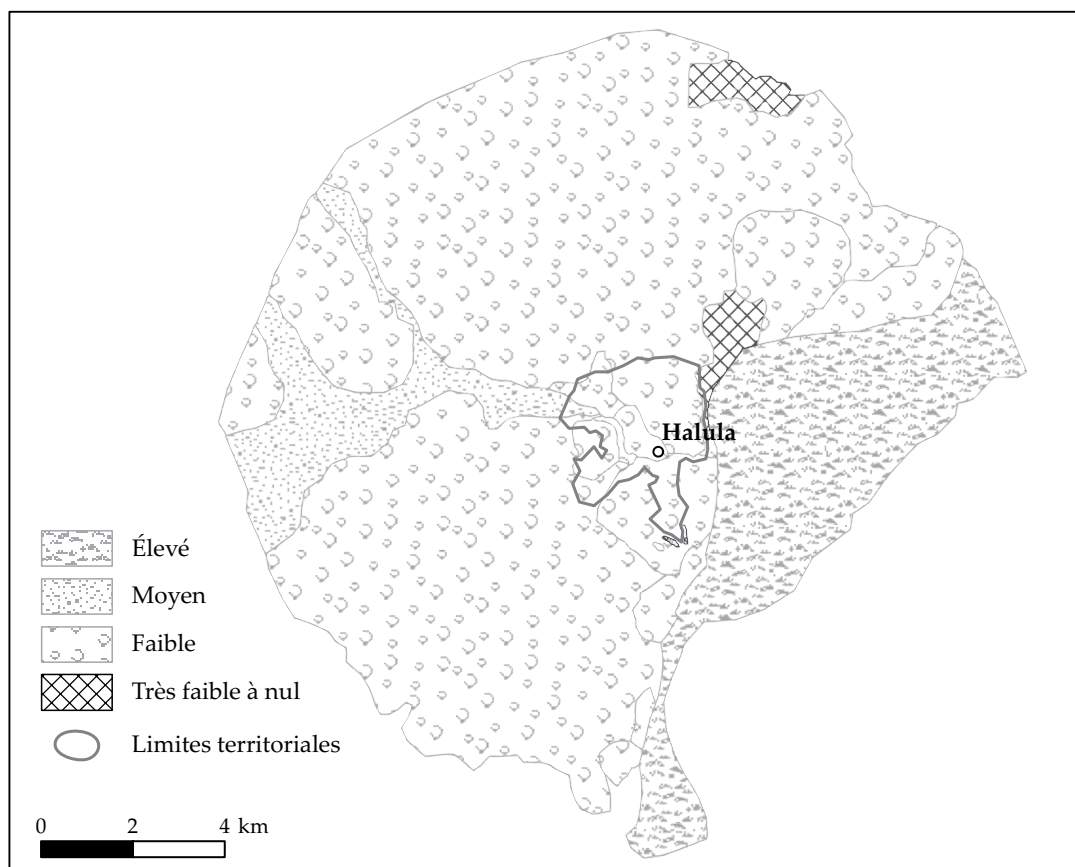 Halula
Élevé
Moyen
Faible
Très faible à nul
Limites territoriales
0 2 4 km